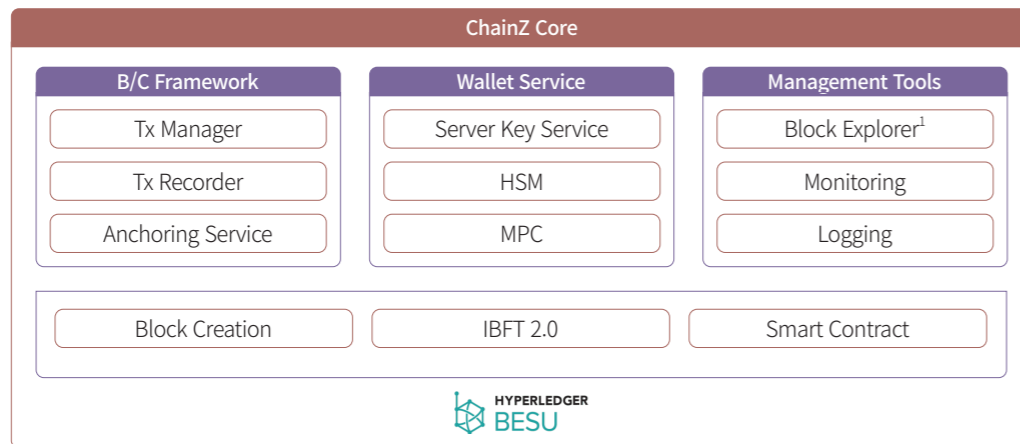 ChainZ Core
B/C Framework
Tx Manager
Tx Recorder
Anchoring Service
Wallet Service
Server Key Service
HSM
MPC
Management Tools
Block Explorer¹
Monitoring
Logging
Block Creation
IBFT 2.0
Smart Contract
HYPERLEDGER
BESU